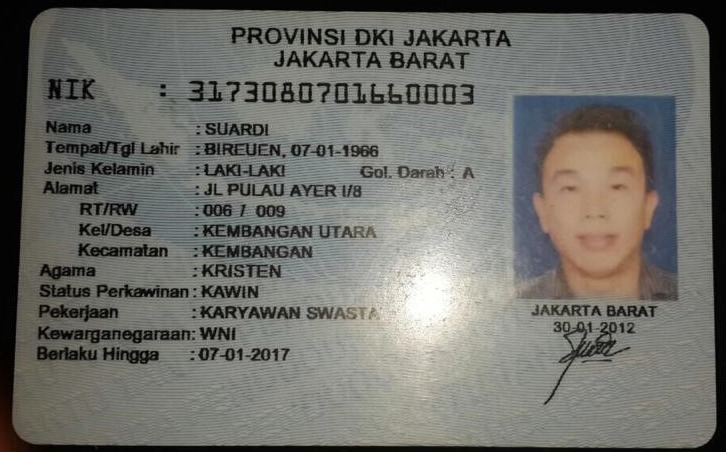 PROVINSI DKI JAKARTA
JAKARTA BARAT
NIK : 3173080701660003
Nama : SUARDI
Tempat/Tgl Lahir : BIREUEN, 07-01-1966
Jenis Kelamin : LAKI-LAKI Gol. Darah : A
Alamat : JL PULAU AYER I/8
RT/RW : 006 / 009
Kel/Desa : KEMBANGAN UTARA
Kecamatan : KEMBANGAN
Agama : KRISTEN
Status Perkawinan : KAWIN
Pekerjaan : KARYAWAN SWASTA
Kewarganegaraan: WNI
Berlaku Hingga : 07-01-2017
JAKARTA BARAT
30-01-2012